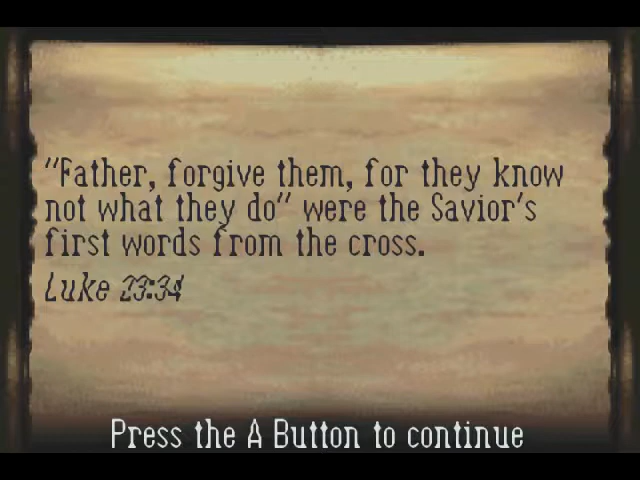 "Father, forgive them, for they know
not what they do" were the Savior's
first words from the cross.
Luke 23:34
Press the A Button to continue